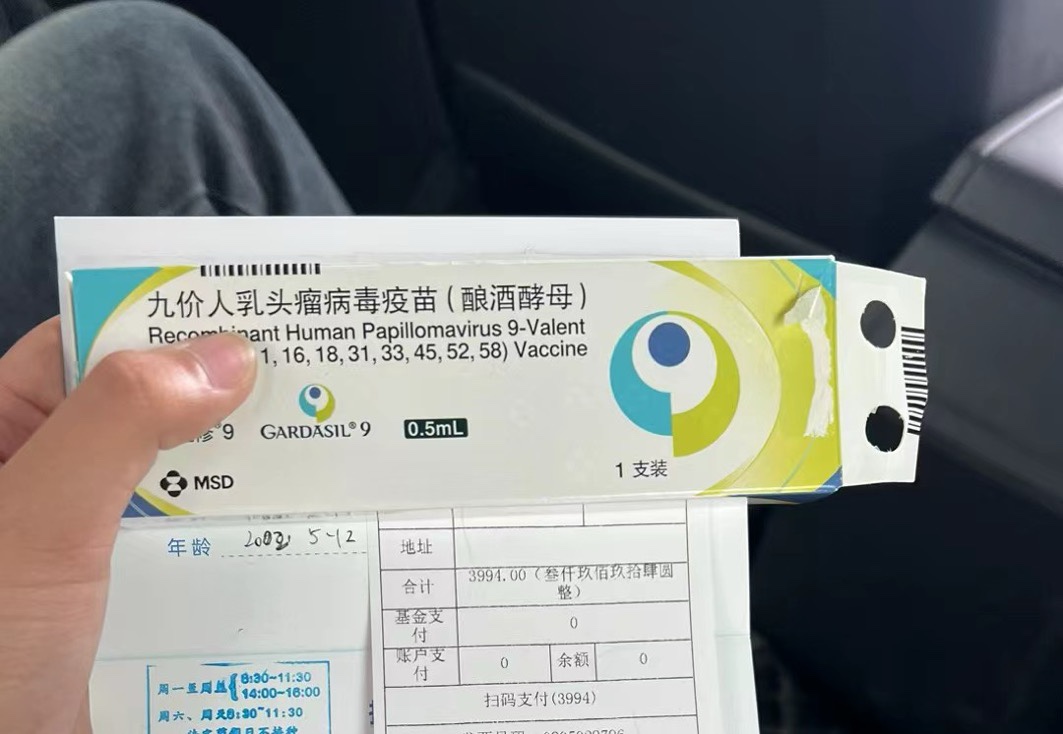 九价人乳头瘤病毒疫苗（酿酒酵母）
Human Papillomavirus 9-Valent
1, 16, 18, 31, 33, 45, 52, 58) Vaccine
修®9
GARDASIL®9
0.5mL
1 支装
MSD
年龄 5-12
地址
合计
3994.00（叁仟玖佰玖拾肆圆
整）
基金支
付
0
账户支
付
0
余额
0
扫码支付(3994)
周一至周 8:30~11:30
14:00~16:00
周六、周天8:30~11:30